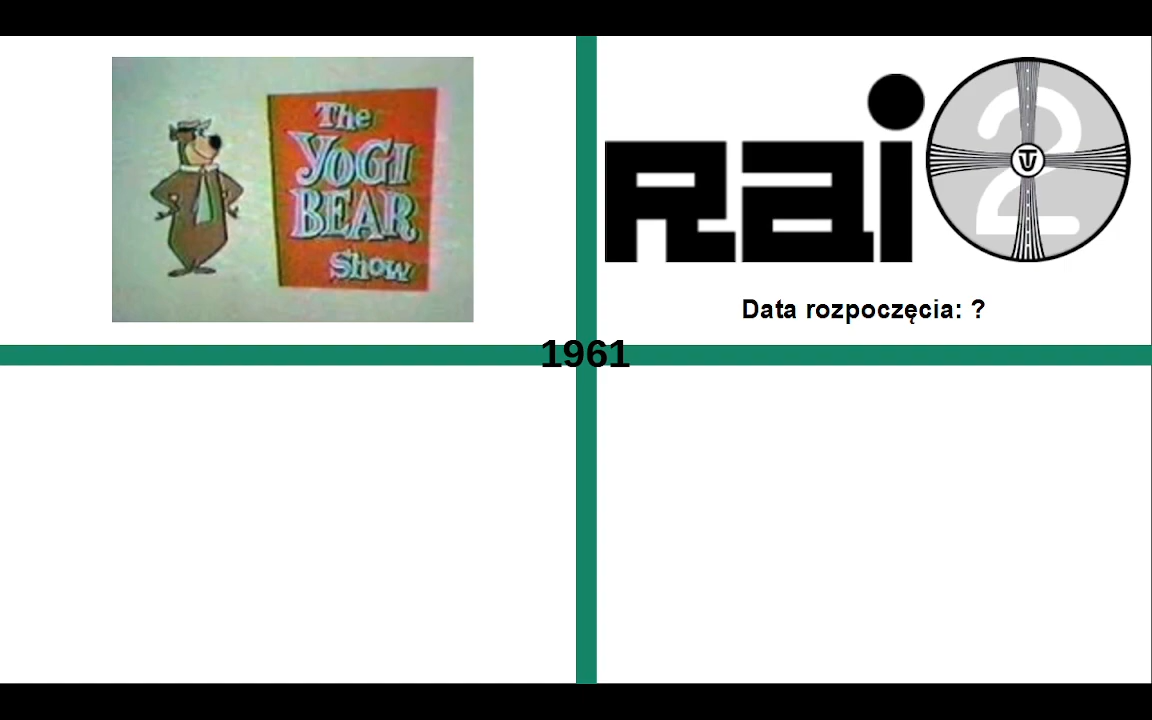 The
YOGI
BEAR
Show
Rai 2
TV
Data rozpoczęcia: ?
1961